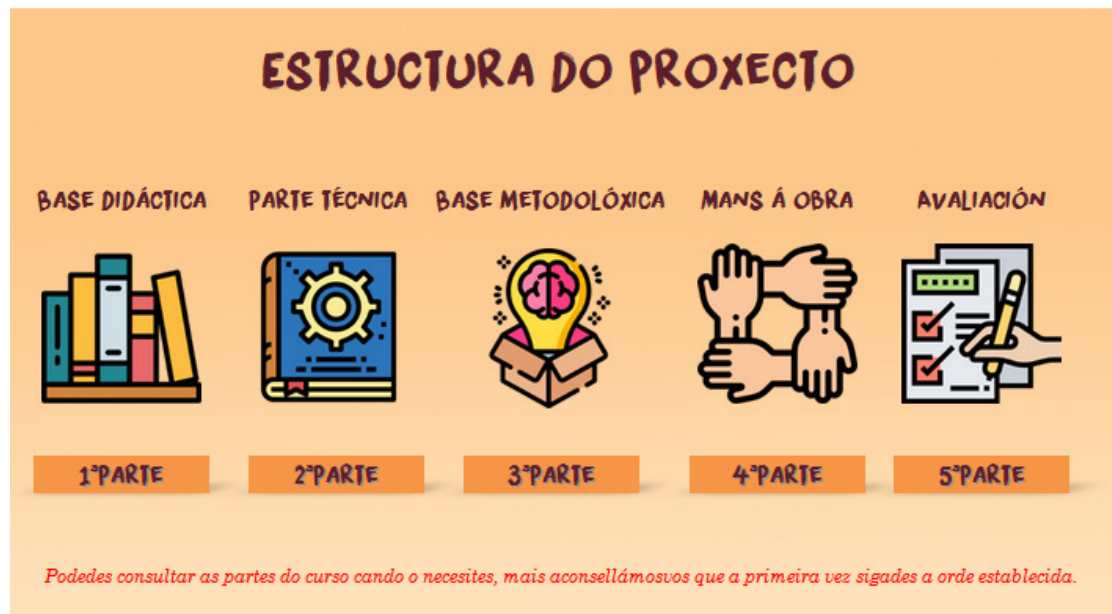 ESTRUCTURA DO PROXECTO
BASE DIDÁCTICA
PARTE TÉCNICA
BASE METODOLÓXICA
MANS Á OBRA
AVALIACIÓN
1ªPARTE
2ªPARTE
3ªPARTE
4ªPARTE
5ªPARTE
Podedes consultar as partes do curso cando o necesites, mais aconsellámosvos que a primeira vez sigades a orde establecida.